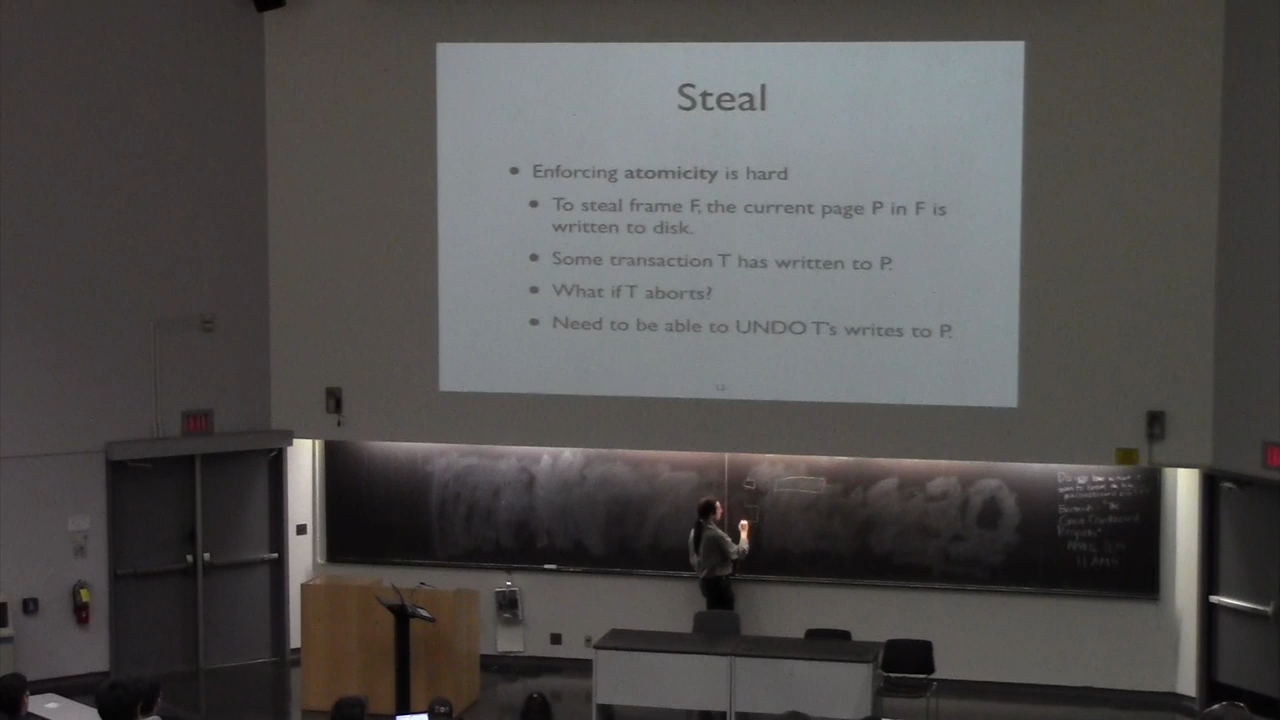 Steal
• Enforcing atomicity is hard
• To steal frame F, the current page P in F is
written to disk.
• Some transaction T has written to P.
• What if T aborts?
• Need to be able to UNDO T's writes to P.